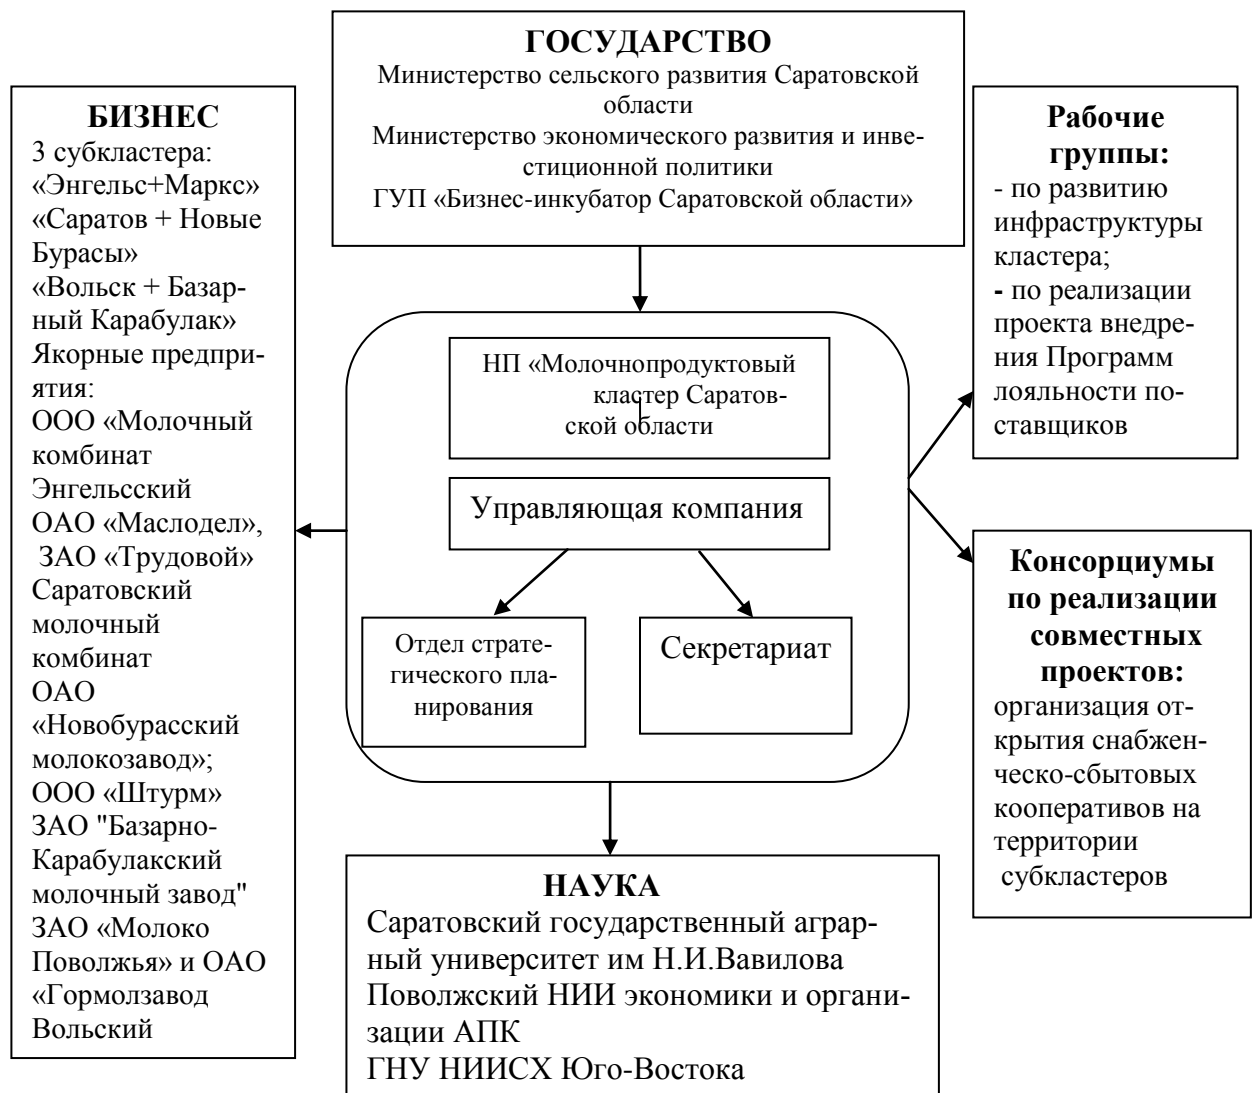 ГОСУДАРСТВО
Министерство сельского развития Саратовской
области
Министерство экономического развития и инве-
стиционной политики
ГУП «Бизнес-инкубатор Саратовской области»
БИЗНЕС
3 субкластера:
«Энгельс+Маркс»
«Саратов + Новые
Бурасы»
«Вольск + Базар-
ный Карабулак»
Якорные предпри-
ятия:
ООО «Молочный
комбинат
Энгельсский
ОАО «Маслодел»,
ЗАО «Трудовой»
Саратовский
молочный
комбинат
ОАО
«Новобурасский
молокозавод»;
ООО «Штурм»
ЗАО "Базарно-
Карабулакский
молочный завод"
ЗАО «Молоко
Поволжья» и ОАО
«Гормолзавод
Вольский
НП «Молочнопродуктовый
кластер Саратов-
ской области
Управляющая компания
Отдел страте-
гического пла-
нирования
Секретариат
Рабочие
группы:
- по развитию
инфраструктуры
кластера;
- по реализации
проекта внедре-
ния Программ
лояльности по-
ставщиков
Консорциумы
по реализации
совместных
проектов:
организация от-
крытия снабжен-
ческо-сбытовых
кооперативов на
территории
субкластеров
НАУКА
Саратовский государственный аграр-
ный университет им Н.И.Вавилова
Поволжский НИИ экономики и органи-
зации АПК
ГНУ НИИСХ Юго-Востока